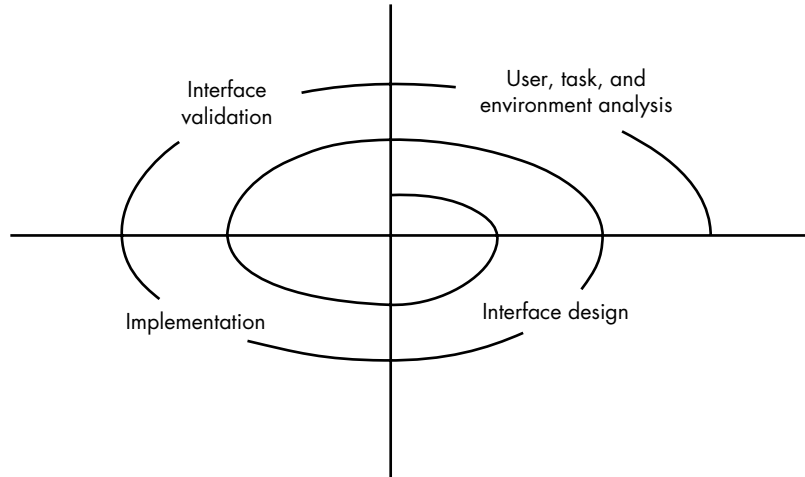 Interface
validation
User, task, and
environment analysis
Implementation
Interface design